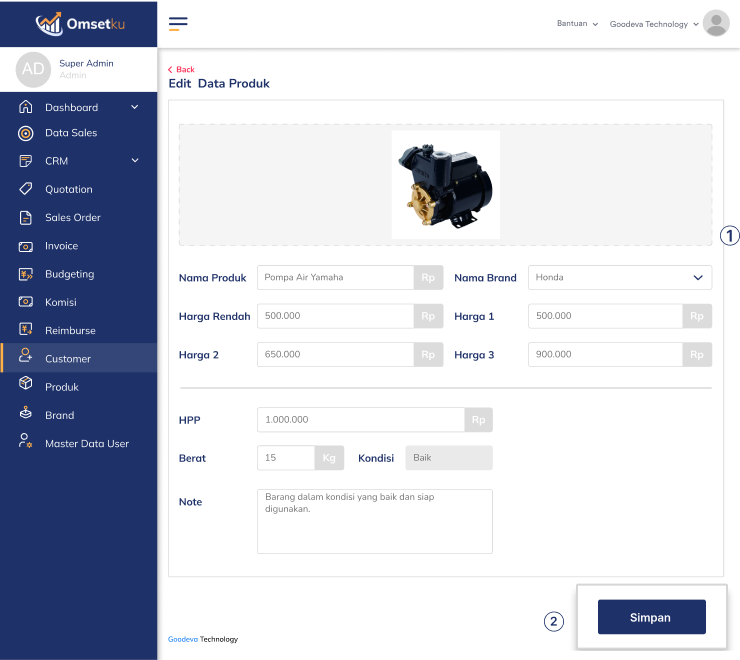 Omsetku
Bantuan
Goodeva Technology
AD
Super Admin
Admin
Dashboard
Data Sales
CRM
Quotation
Sales Order
Invoice
Budgeting
Komisi
Reimburse
Customer
Produk
Brand
Master Data User
< Back
Edit Data Produk
1
Nama Produk Pompa Air Yamaha Rp Nama Brand Honda
Harga Rendah 500.000 Rp Harga 1 500.000 Rp
Harga 2 650.000 Rp Harga 3 900.000 Rp
HPP 1.000.000 Rp
Berat 15 Kg Kondisi Baik
Note Barang dalam kondisi yang baik dan siap
digunakan.
2 Simpan
Goodeva Technology